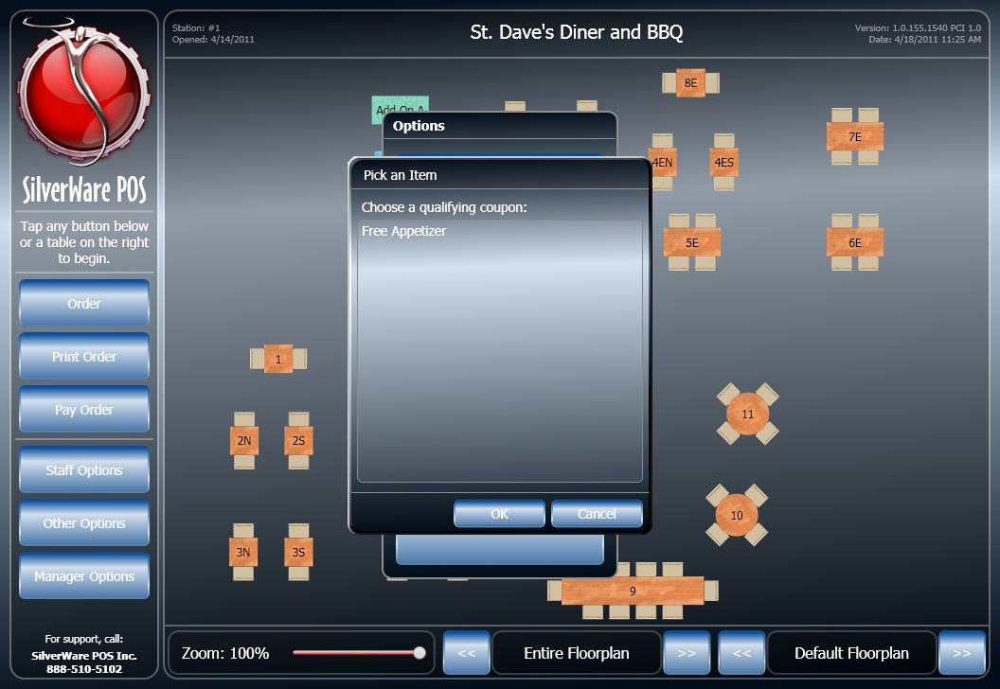 Station: #1
Opened: 4/14/2011
St. Dave's Diner and BBQ
Version: 1.0.155.1540 PCI 1.0
Date: 4/18/2011 11:25 AM
SilverWare POS
Tap any button below
or a table on the right
to begin.
Order
Print Order
Pay Order
Staff Options
Other Options
Manager Options
For support, call:
SilverWare POS Inc.
888-510-5102
Add On A
Options
Pick an Item
Choose a qualifying coupon:
Free Appetizer
OK
Cancel
8E
4EN
4ES
7E
5E
6E
1
2N
2S
11
10
3N
3S
9
Zoom: 100%
<<
Entire Floorplan
>>
<<
Default Floorplan
>>